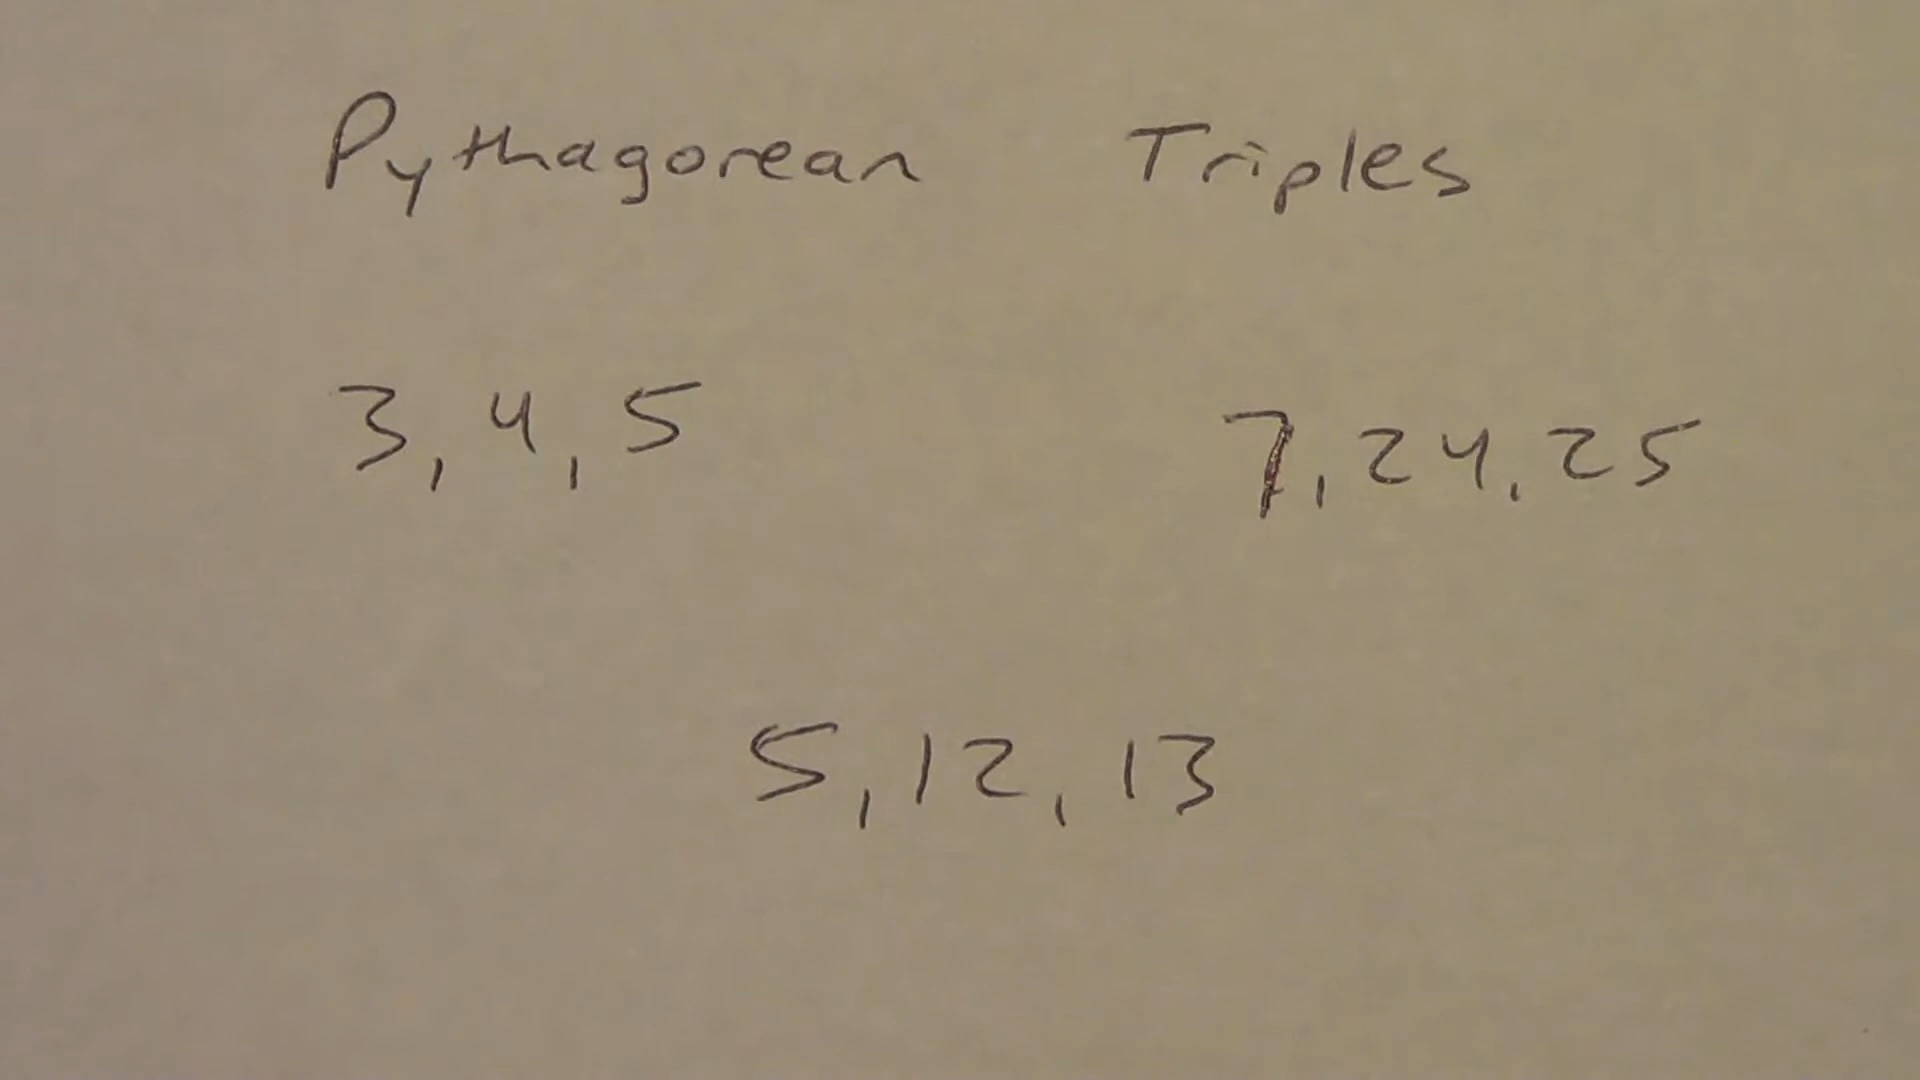 Pythagorean Triples
3, 4, 5
7, 24, 25
5, 12, 13